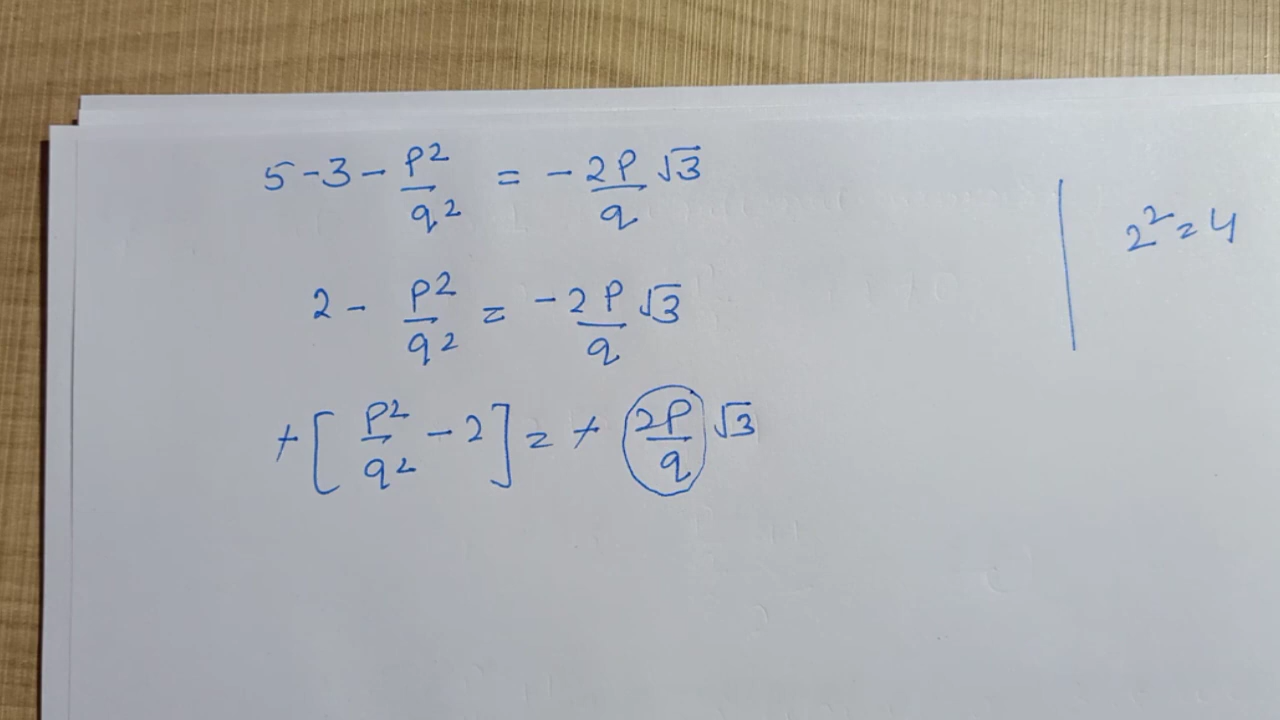 5 - 3 - p²/q² = - 2p/q √3
2² = 4
2 - p²/q² = - 2p/q √3
+ [ p²/q² - 2 ] = + 2p/q √3